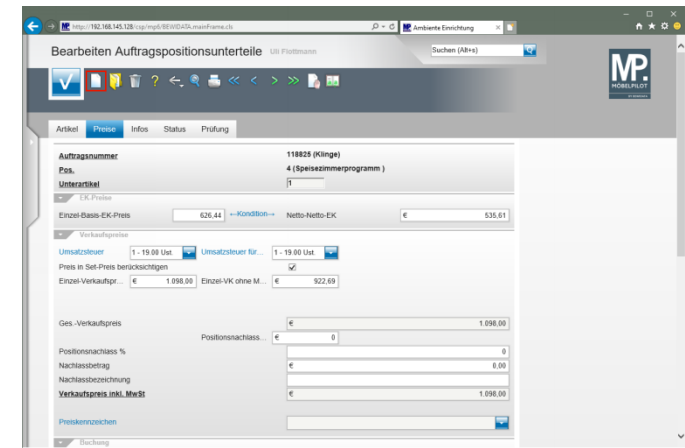 http://192.168.145.128/csp/mp6/BEWIDATA.mainFrame.cls
Ambiente Einrichtung
Bearbeiten Auftragspositionsunterteile Uli Flottmann
Suchen (Alt+s)
MP.
MÖBELPILOT
Artikel Preise Infos Status Prüfung
Auftragsnummer 118825 (Klinge)
Pos. 4 (Speisezimmerprogramm )
Unterartikel 1
EK-Preise
Einzel-Basis-EK-Preis 626,44 ←Kondition→ Netto-Netto-EK € 535,61
Verkaufspreise
Umsatzsteuer 1 - 19.00 Ust. Umsatzsteuer für... 1 - 19.00 Ust.
Preis in Set-Preis berücksichtigen
Einzel-Verkaufspr... € 1.098,00 Einzel-VK ohne M... € 922,69
Ges.-Verkaufspreis € 1.098,00
Positionsnachlass... € 0
Positionsnachlass % 0
Nachlassbetrag € 0,00
Nachlassbezeichnung
Verkaufspreis inkl. MwSt € 1.098,00
Preiskennzeichen
Buchung